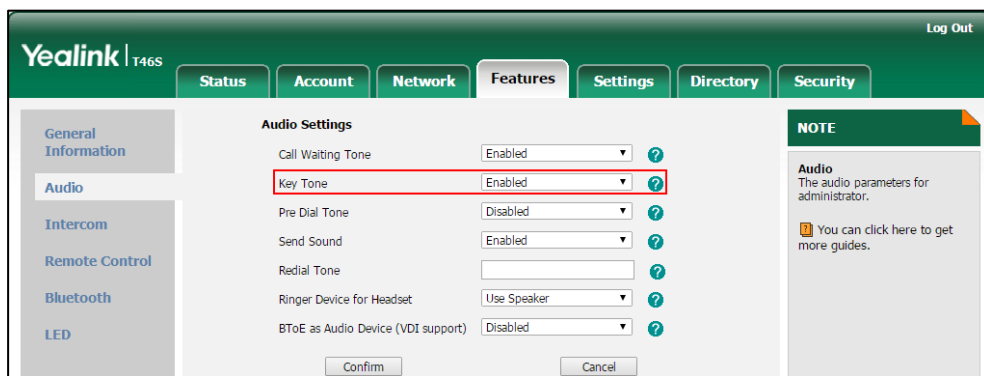 Log Out
Yealink | T46S
Status Account Network Features Settings Directory Security
General
Information
Audio
Intercom
Remote Control
Bluetooth
LED
Audio Settings
Call Waiting Tone Enabled ?
Key Tone Enabled ?
Pre Dial Tone Disabled ?
Send Sound Enabled ?
Redial Tone ?
Ringer Device for Headset Use Speaker ?
BToE as Audio Device (VDI support) Disabled ?
Confirm Cancel
NOTE
Audio
The audio parameters for
administrator.
? You can click here to get
more guides.